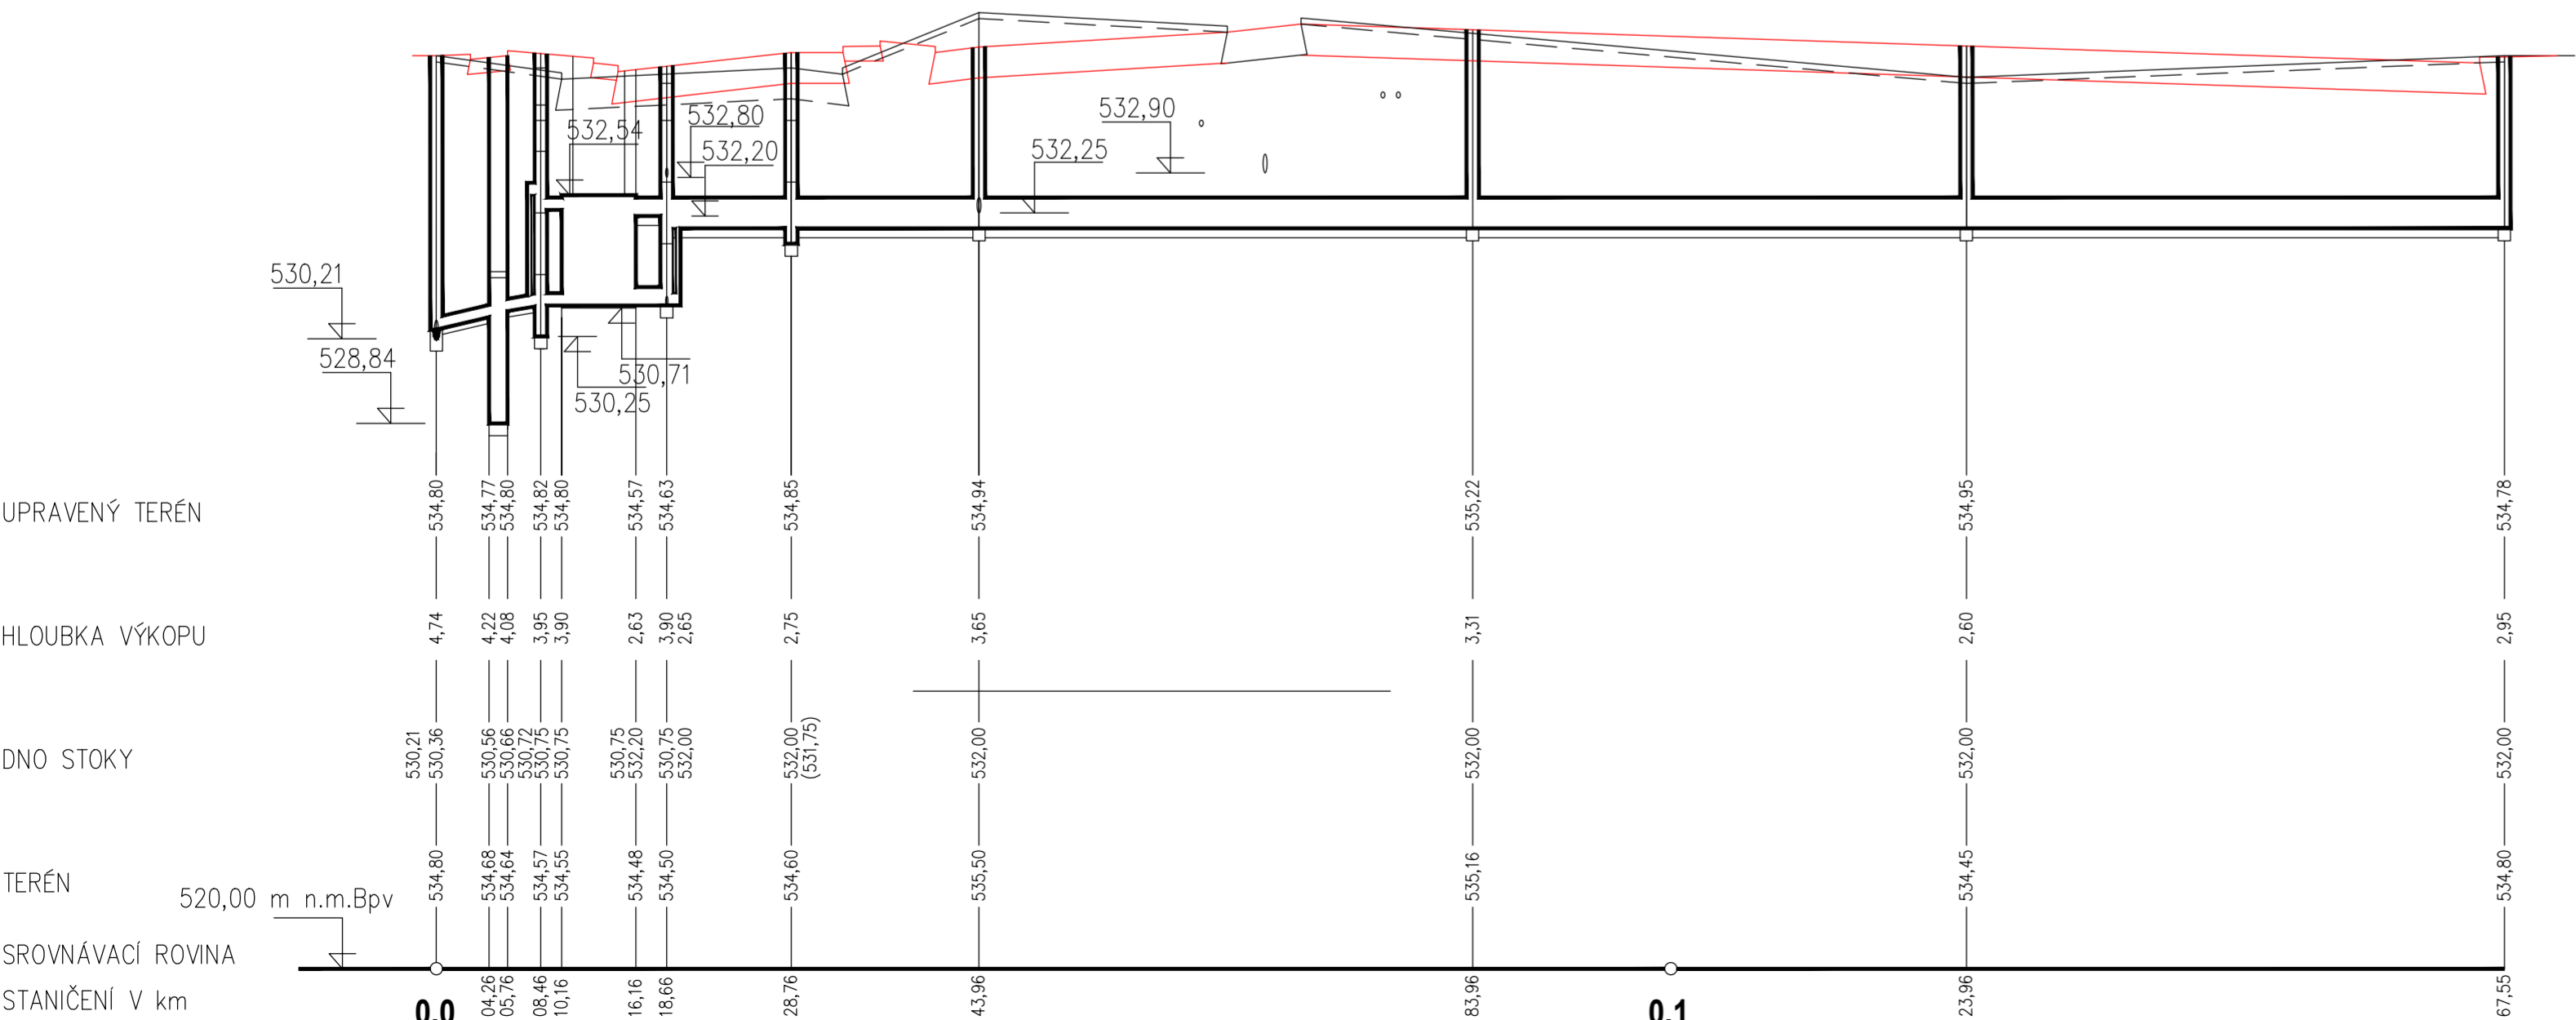 532,54
532,80
532,20
532,25
532,90
530,21
528,84
530,71
530,25
UPRAVENÝ TERÉN
534,80 534,77 534,80 534,82 534,80 534,57 534,63 534,85 534,94 535,22 534,95 534,78
HLOUBKA VÝKOPU
4,74 4,22 4,08 3,95 3,90 2,63 3,90 2,65 2,75 3,65 3,31 2,60 2,95
DNO STOKY
530,21 530,36 530,56 530,66 530,72 530,75 530,75 530,75 532,20 530,75 532,00 532,00 (531,75) 532,00 532,00 532,00 532,00
TERÉN
534,80 534,68 534,64 534,57 534,55 534,48 534,50 534,60 535,50 535,16 534,45 534,80
520,00 m n.m.Bpv
SROVNÁVACÍ ROVINA
STANIČENÍ V km
0,0 04,26 05,76 08,46 10,16 16,16 18,66 28,76 43,96 83,96 0,1 23,96 67,55